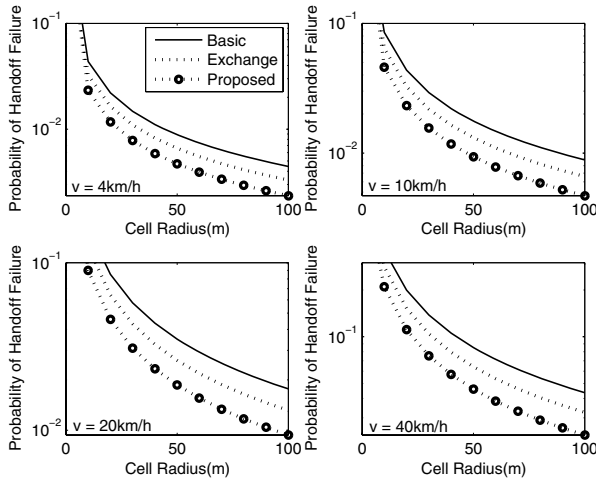 Probability of Handoff Failure
10^-1
10^-2
0
50
100
Cell Radius(m)
v = 4km/h
Basic
Exchange
Proposed
Probability of Handoff Failure
10^-1
10^-2
0
50
100
Cell Radius(m)
v = 10km/h
Probability of Handoff Failure
10^-1
10^-2
0
50
100
Cell Radius(m)
v = 20km/h
Probability of Handoff Failure
10^-1
0
50
100
Cell Radius(m)
v = 40km/h